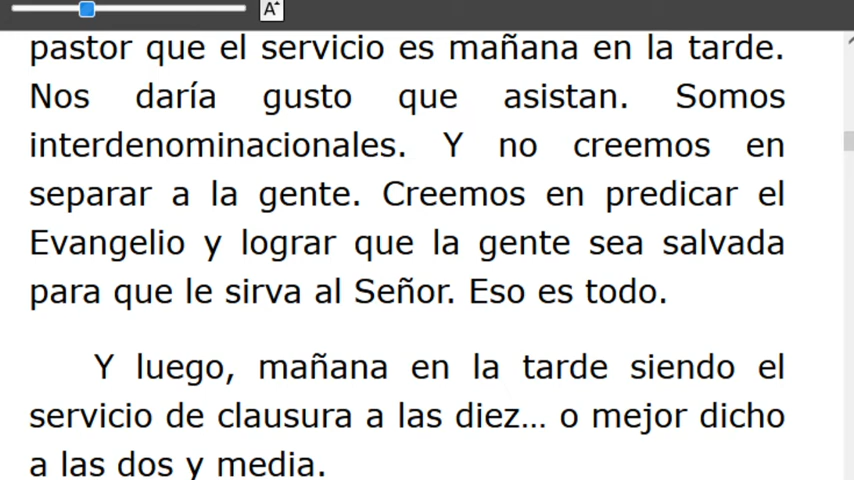 A
pastor que el servicio es mañana en la tarde.
Nos daría gusto que asistan. Somos
interdenominacionales. Y no creemos en
separar a la gente. Creemos en predicar el
Evangelio y lograr que la gente sea salvada
para que le sirva al Señor. Eso es todo.
Y luego, mañana en la tarde siendo el
servicio de clausura a las diez... o mejor dicho
a las dos y media.